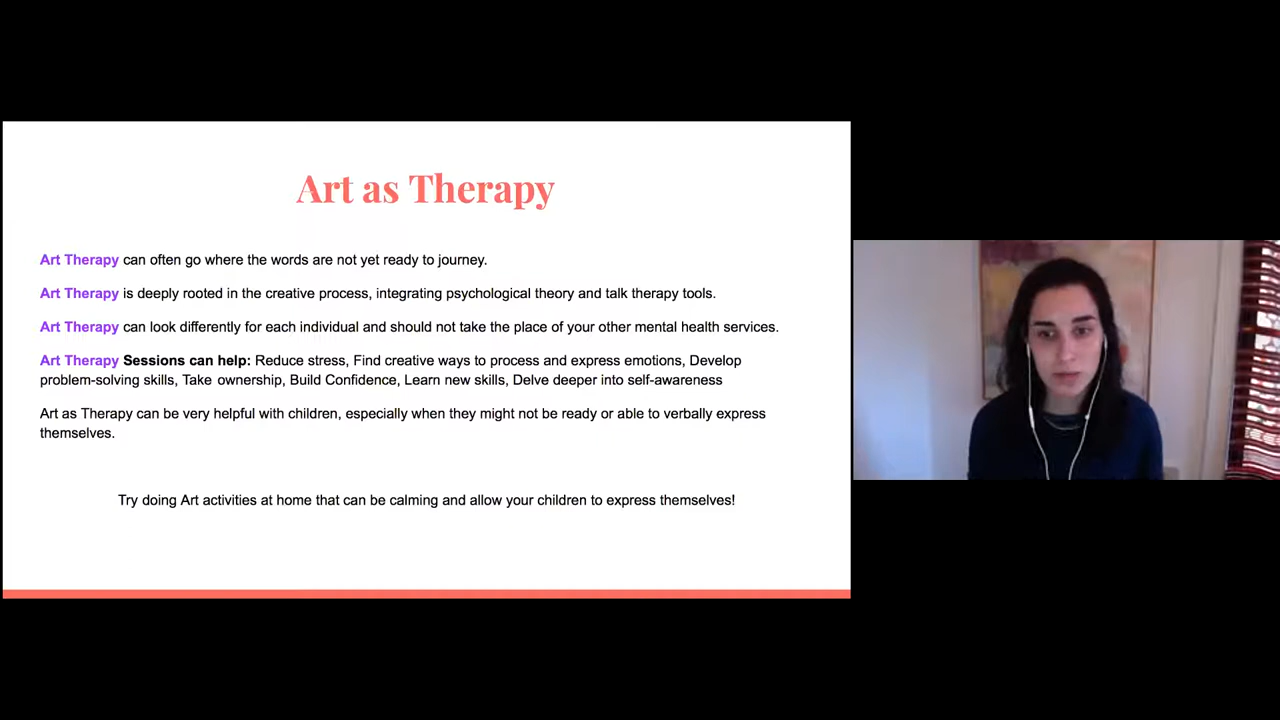 Art as Therapy
Art Therapy can often go where the words are not yet ready to journey.
Art Therapy is deeply rooted in the creative process, integrating psychological theory and talk therapy tools.
Art Therapy can look differently for each individual and should not take the place of your other mental health services.
Art Therapy Sessions can help: Reduce stress, Find creative ways to process and express emotions, Develop
problem-solving skills, Take ownership, Build Confidence, Learn new skills, Delve deeper into self-awareness
Art as Therapy can be very helpful with children, especially when they might not be ready or able to verbally express
themselves.
Try doing Art activities at home that can be calming and allow your children to express themselves!